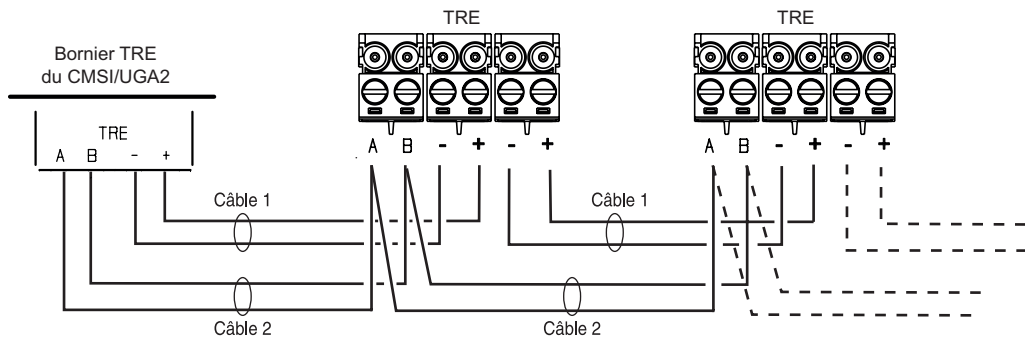 TRE
TRE
Bornier TRE
du CMSI/UGA2
TRE
A B - +
A B - + - +
A B - + - +
Câble 1
Câble 1
Câble 2
Câble 2